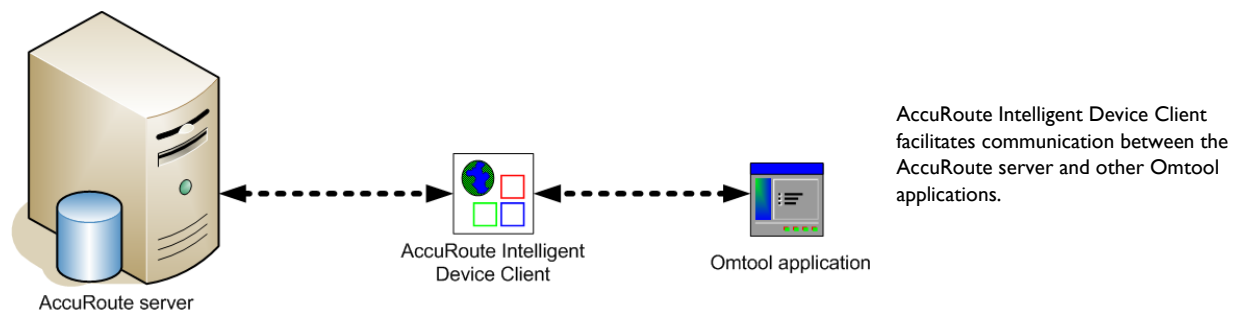 AccuRoute Intelligent Device Client
facilitates communication between the
AccuRoute server and other Omtool
applications.
AccuRoute Intelligent
Device Client
Omtool application
AccuRoute server